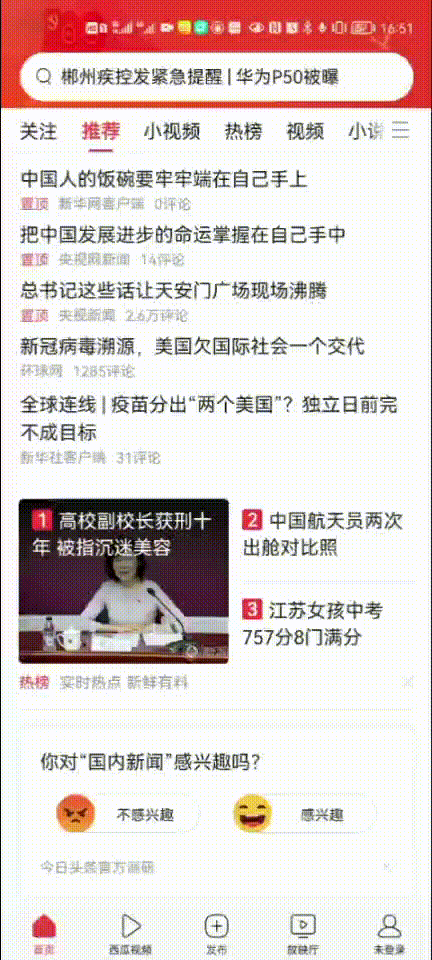 16:51
郴州疾控发紧急提醒 | 华为P50被曝
关注 推荐 小视频 热榜 视频 小说
中国人的饭碗要牢牢端在自己手上
置顶 新华网客户端 0评论
把中国发展进步的命运掌握在自己手中
置顶 央视网新闻 14评论
总书记这些话让天安门广场现场沸腾
置顶 央视新闻 2.6万评论
新冠病毒溯源，美国欠国际社会一个交代
环球网 1285评论
全球连线 | 疫苗分出“两个美国”？独立日前完
不成目标
新华社客户端 31评论
1 高校副校长获刑十
年 被指沉迷美容
2 中国航天员两次
出舱对比照
3 江苏女孩中考
757分8门满分
热榜 实时热点 新鲜有料
你对“国内新闻”感兴趣吗？
不感兴趣 感兴趣
今日头条官方调研
首页 西瓜视频 发布 放映厅 未登录